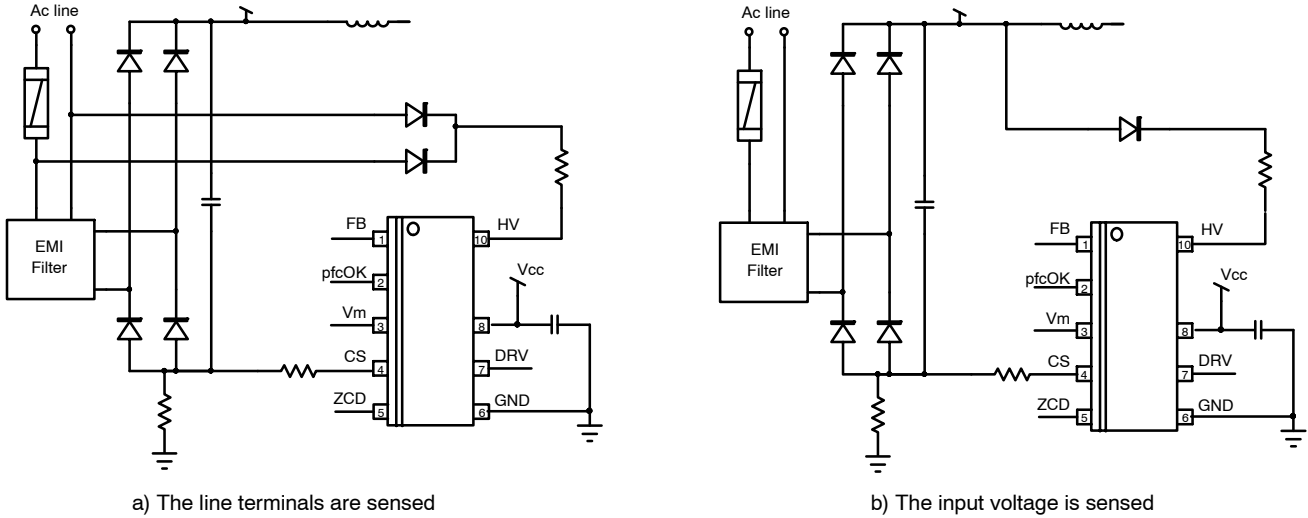 Ac line
EMI
Filter
FB
1
pfcOK
2
Vm
3
CS
4
ZCD
5
HV
10
Vcc
8
DRV
7
GND
6
a) The line terminals are sensed
Ac line
EMI
Filter
FB
1
pfcOK
2
Vm
3
CS
4
ZCD
5
HV
10
Vcc
8
DRV
7
GND
6
b) The input voltage is sensed